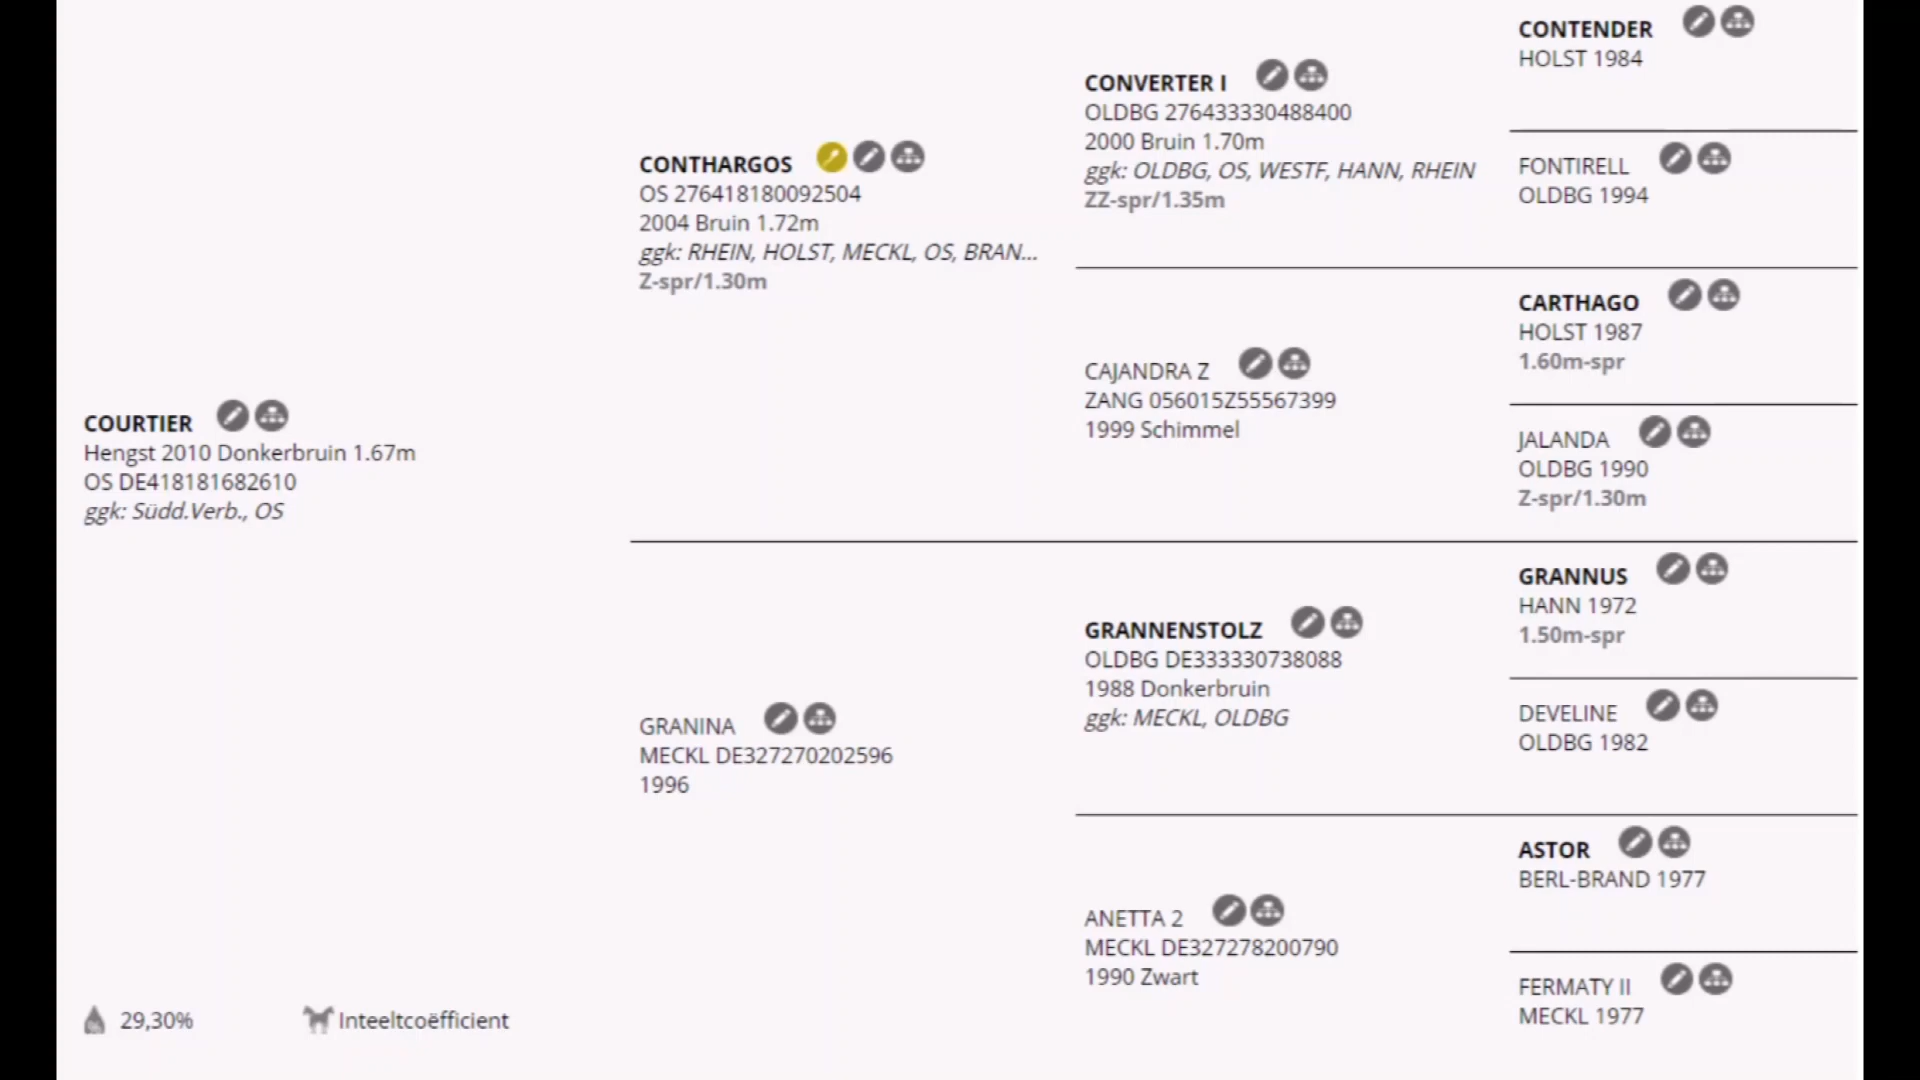 COURTIER
Hengst 2010 Donkerbruin 1.67m
OS DE418181682610
ggk: Südd.Verb., OS
CONTHARGOS
OS 276418180092504
2004 Bruin 1.72m
ggk: RHEIN, HOLST, MECKL, OS, BRAN...
Z-spr/1.30m
GRANINA
MECKL DE327270202596
1996
CONVERTER I
OLDBG 276433330488400
2000 Bruin 1.70m
ggk: OLDBG, OS, WESTF, HANN, RHEIN
ZZ-spr/1.35m
CAJANDRA Z
ZANG 056015Z55567399
1999 Schimmel
GRANNENSTOLZ
OLDBG DE333330738088
1988 Donkerbruin
ggk: MECKL, OLDBG
ANETTA 2
MECKL DE327278200790
1990 Zwart
CONTENDER
HOLST 1984
FONTIRELL
OLDBG 1994
CARTHAGO
HOLST 1987
1.60m-spr
JALANDA
OLDBG 1990
Z-spr/1.30m
GRANNUS
HANN 1972
1.50m-spr
DEVELINE
OLDBG 1982
ASTOR
BERL-BRAND 1977
FERMATY II
MECKL 1977
29,30%
Inteeltcoëfficient